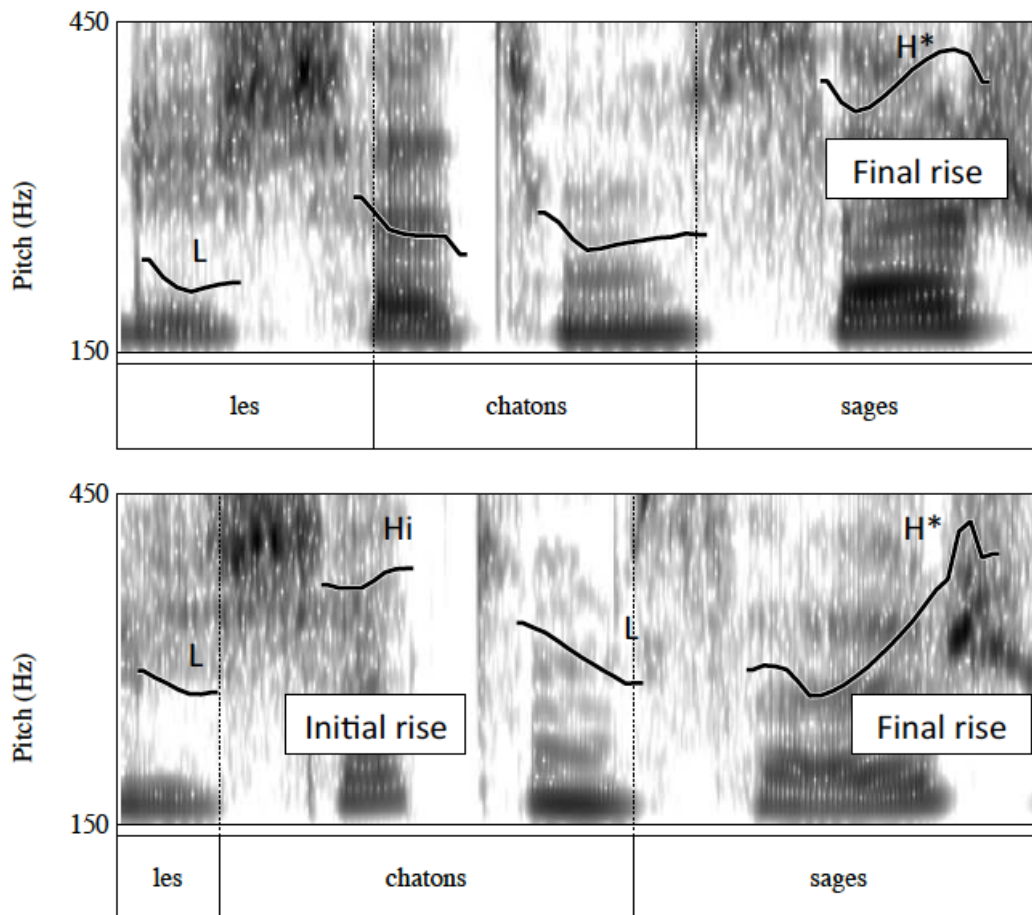 450
H*
Final rise
L
Pitch (Hz)
150
les chatons sages
450
Hi H*
L L
Initial rise Final rise
Pitch (Hz)
150
les chatons sages